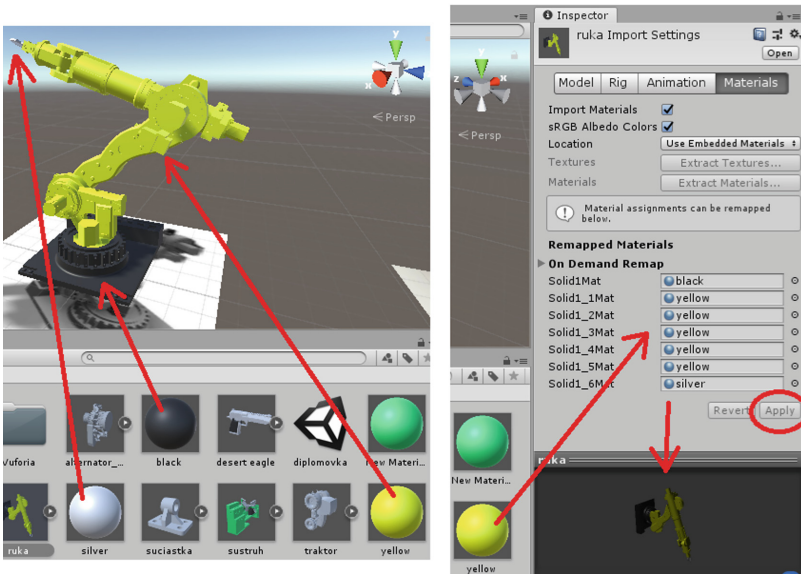 y
x
Persp
Vuforia
alternator_...
black
desert eagle
diplomovka
New Materi...
ruka
silver
suciastka
sustruh
traktor
yellow
y
z
x
Persp
New Materi...
yellow
Inspector
ruka Import Settings
Open
Model Rig Animation Materials
Import Materials
sRGB Albedo Colors
Location Use Embedded Materials
Textures Extract Textures...
Materials Extract Materials...
Material assignments can be remapped
below.
Remapped Materials
On Demand Remap
Solid1Mat black
Solid1_1Mat yellow
Solid1_2Mat yellow
Solid1_3Mat yellow
Solid1_4Mat yellow
Solid1_5Mat yellow
Solid1_6Mat silver
Revert Apply
ruka